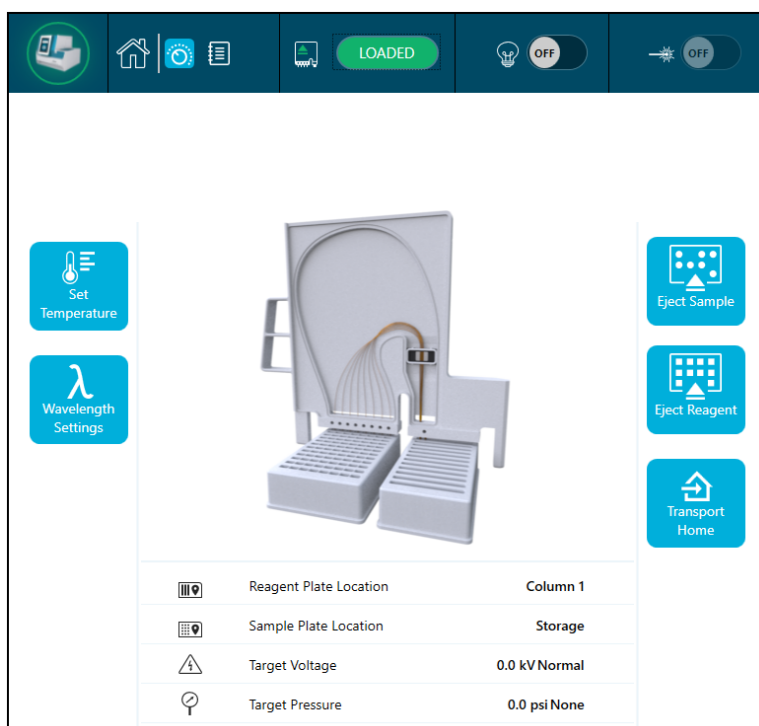 LOADED
OFF
OFF
Set
Temperature
Wavelength
Settings
Eject Sample
Eject Reagent
Transport
Home
Reagent Plate Location Column 1
Sample Plate Location Storage
Target Voltage 0.0 kV Normal
Target Pressure 0.0 psi None